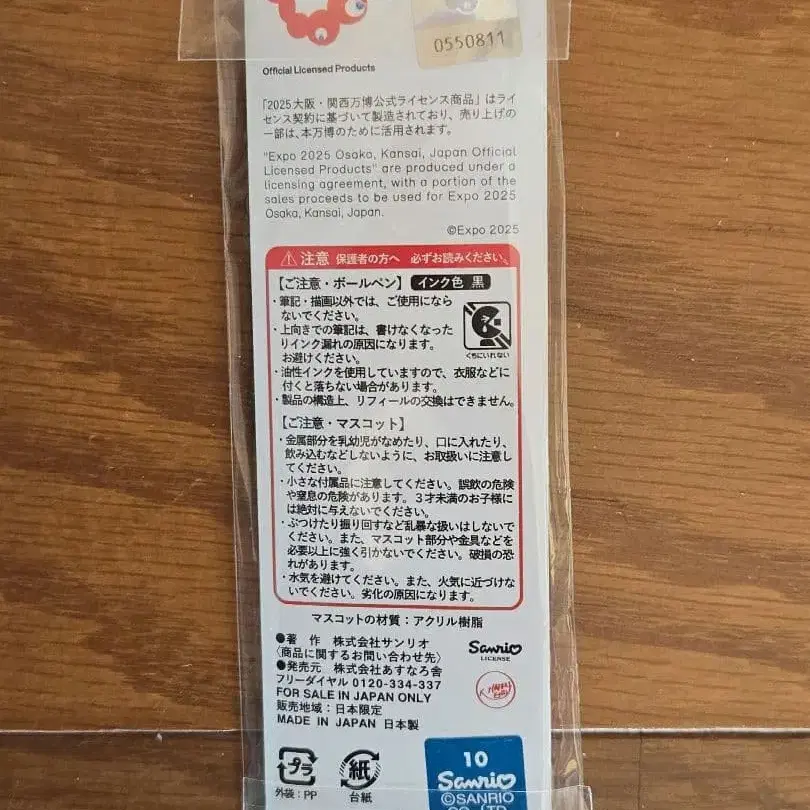 0550811
Official Licensed Products
「2025大阪・関西万博公式ライセンス商品」はライ
センス契約に基づいて製造されており、売り上げの
一部は、本万博のために活用されます。
"Expo 2025 Osaka, Kansai, Japan Official
Licensed Products" are produced under a
licensing agreement, with a portion of the
sales proceeds to be used for Expo 2025
Osaka, Kansai, Japan.
©Expo 2025
⚠注意 保護者の方へ 必ずお読みください。
【ご注意・ボールペン】 インク色 黒
・筆記・描画以外では、ご使用になら
ないでください。
・上向きでの筆記は、書けなくなった
りインク漏れの原因になります。
お避けください。
くちにいれない
・油性インクを使用していますので、衣服などに
付くと落ちない場合があります。
・製品の構造上、リフィールの交換はできません。
【ご注意・マスコット】
・金属部分を乳幼児がなめたり、口に入れたり、
飲み込むなどしないように、お取扱いに注意し
てください。
・小さな付属品に注意してください。誤飲の危険
や窒息の危険があります。3才未満のお子様に
は絶対に与えないでください。
・ぶつけたり振り回すなど乱暴な扱いはしないで
ください。また、マスコット部分や金具などを
必要以上に強く引かないでください。破損の恐
れがあります。
・水気を避けてください。また、火気に近づけな
いでください。劣化の原因になります。
マスコットの材質：アクリル樹脂
●著 作 株式会社サンリオ
〈商品に関するお問い合わせ先〉
●発売元 株式会社あすなろ舎
フリーダイヤル 0120-334-337
FOR SALE IN JAPAN ONLY
販売地域：日本限定
MADE IN JAPAN 日本製
Sanrio
LICENSE
プラ
外装：PP
紙
台紙
10
Sanrio
©SANRIO
CO., LTD.